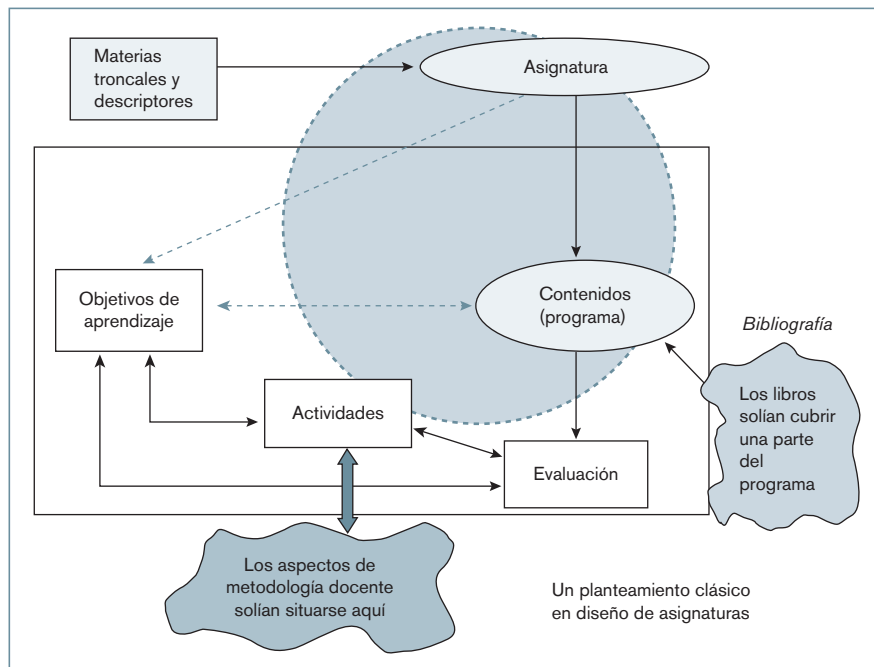 Materias
troncales y
descriptores
Asignatura
Objetivos de
aprendizaje
Contenidos
(programa)
Bibliografía
Los libros
solían cubrir
una parte
del
programa
Actividades
Evaluación
Los aspectos de
metodología docente
solían situarse aquí
Un planteamiento clásico
en diseño de asignaturas